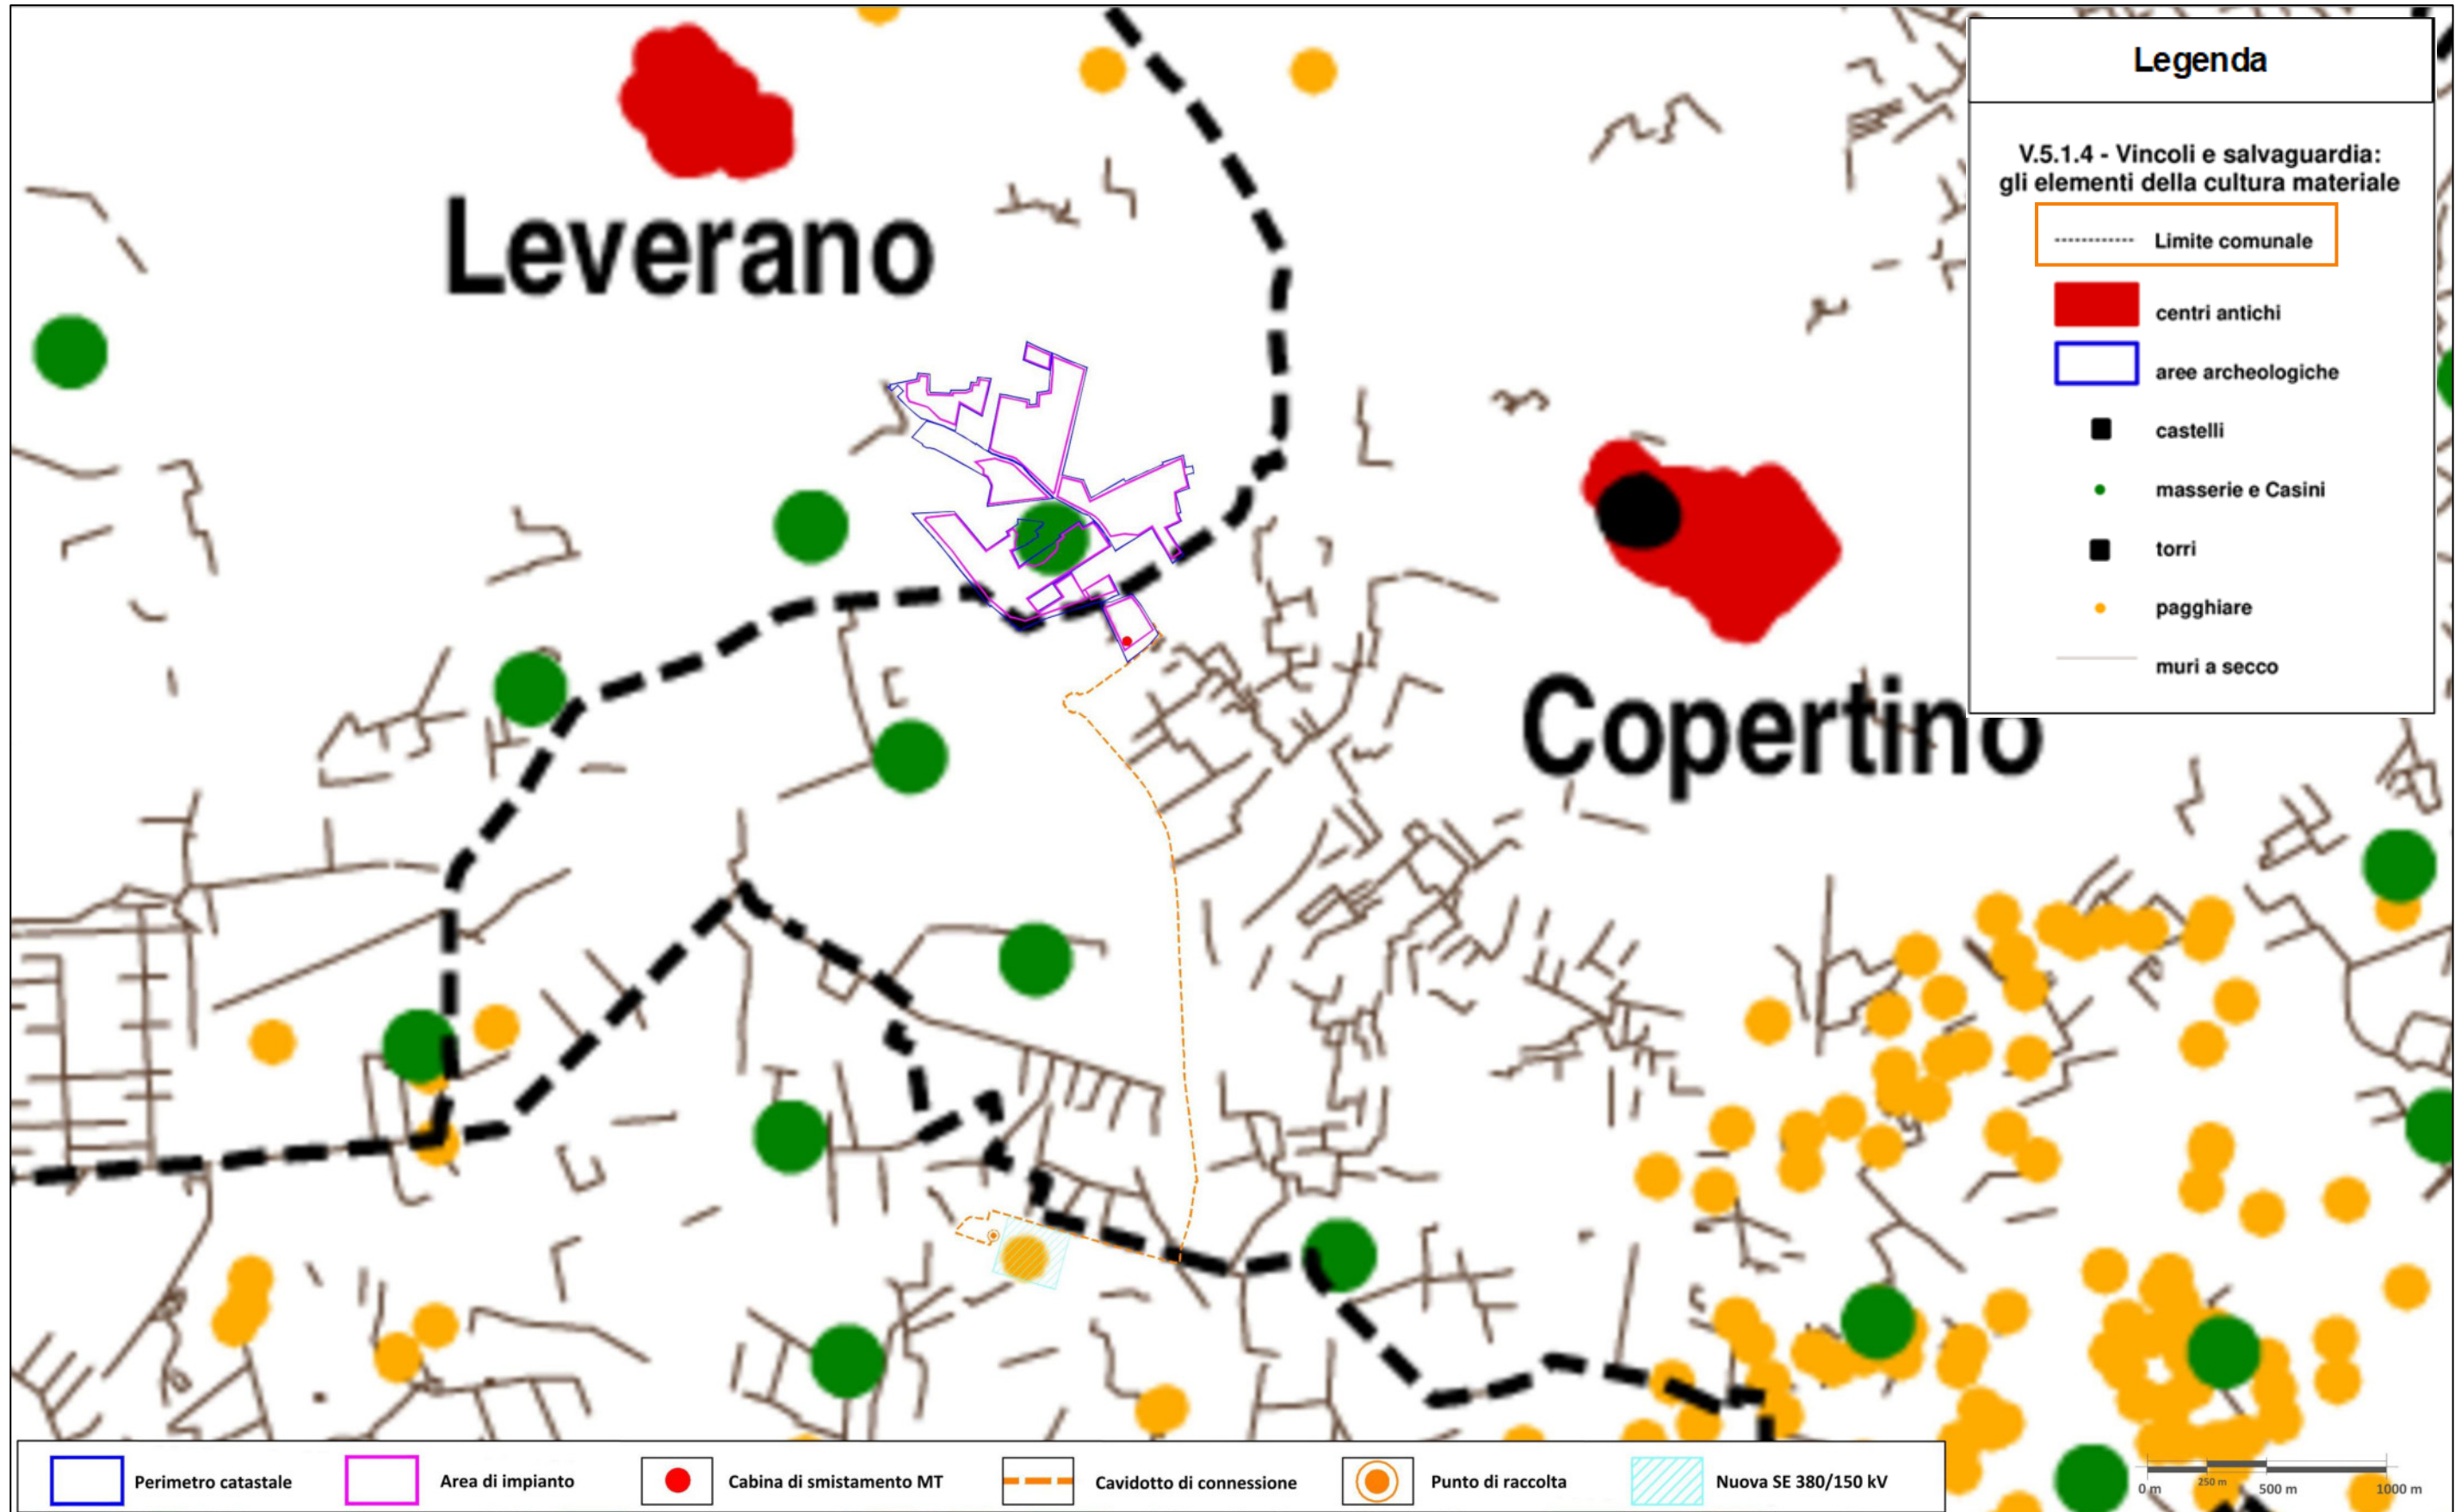 Leverano
Copertino
Legenda
V.5.1.4 - Vincoli e salvaguardia:
gli elementi della cultura materiale
Limite comunale
centri antichi
aree archeologiche
castelli
masserie e Casini
torri
pagghiare
muri a secco
Perimetro catastale
Area di impianto
Cabina di smistamento MT
Cavidotto di connessione
Punto di raccolta
Nuova SE 380/150 kV
0 m
250 m
500 m
1000 m